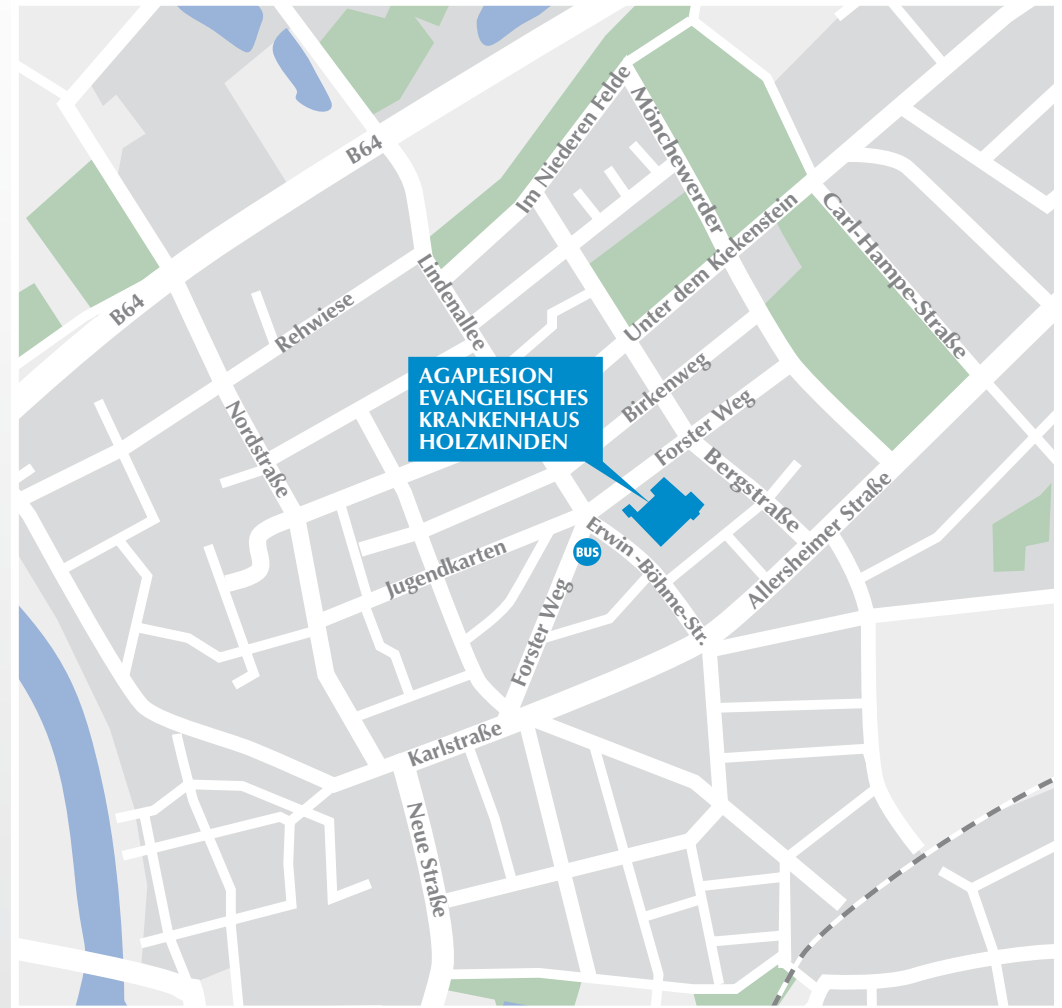 B64
B64
Im Niederen Felde
Mönchewerder
Carl-Hampe-Straße
Unter dem Kiekenstein
Lindenallee
Rehwiese
AGAPLESION
EVANGELISCHES
KRANKENHAUS
HOLZMINDEN
Birkenweg
Nordstraße
Forster Weg
Bergstraße
Allersheimer Straße
Erwin -Böhme-Str.
BUS
Jugendkarten
Forster Weg
Karlstraße
Neue Straße